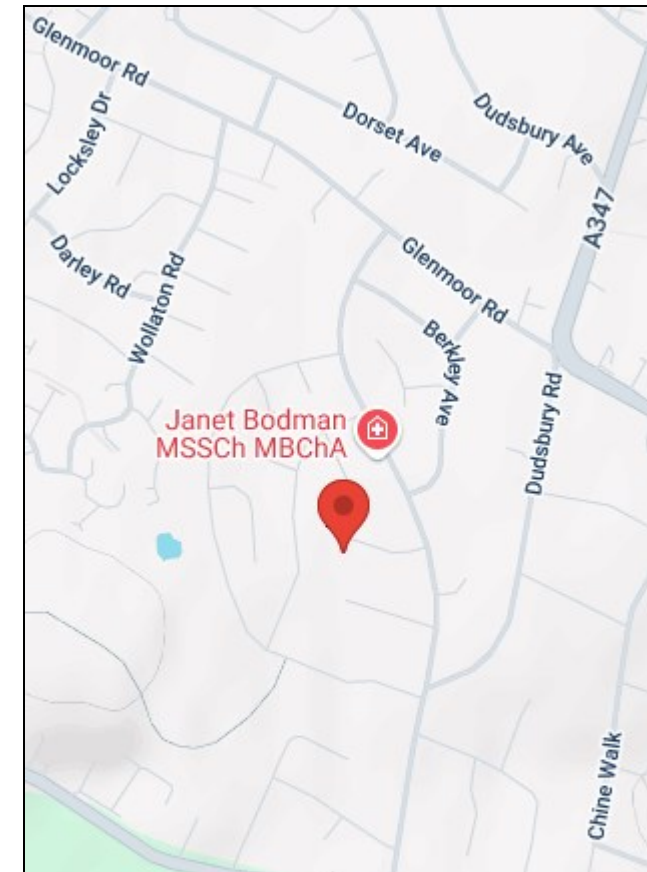 Glenmoor Rd
Locksley Dr
Dorset Ave
Dudsbury Ave
A347
Darley Rd
Wollaton Rd
Glenmoor Rd
Berkley Ave
Janet Bodman
MSSCh MBChA
Dudsbury Rd
Chine Walk